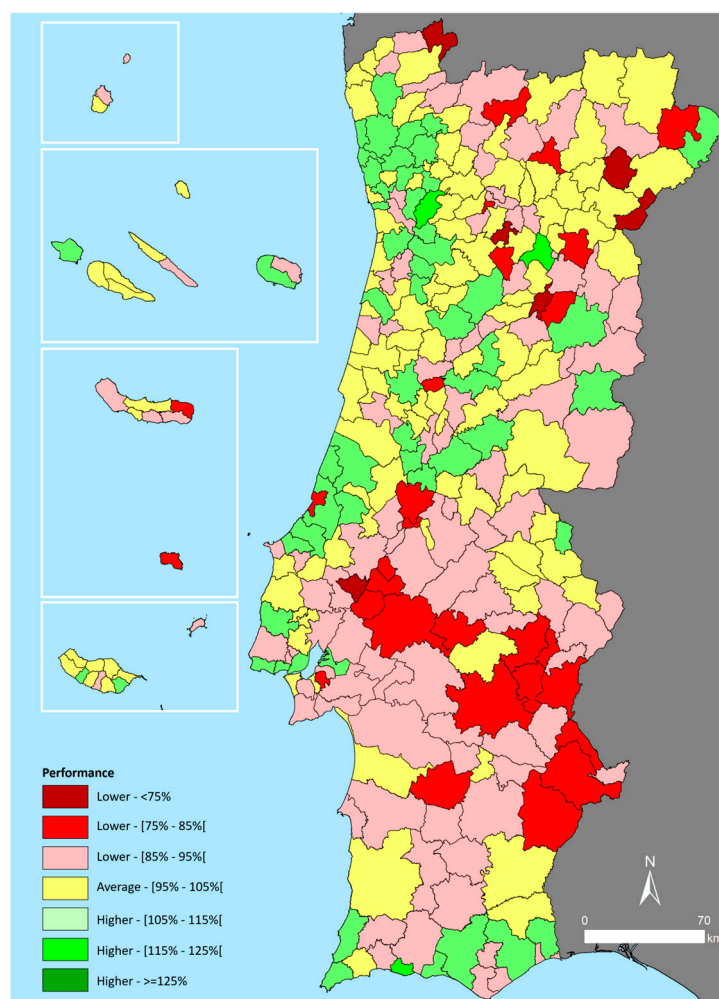 Performance
Lower - <75%
Lower - [75% - 85%[
Lower - [85% - 95%[
Average - [95% - 105%[
Higher - [105% - 115%[
Higher - [115% - 125%[
Higher - >=125%
N
0 70
km